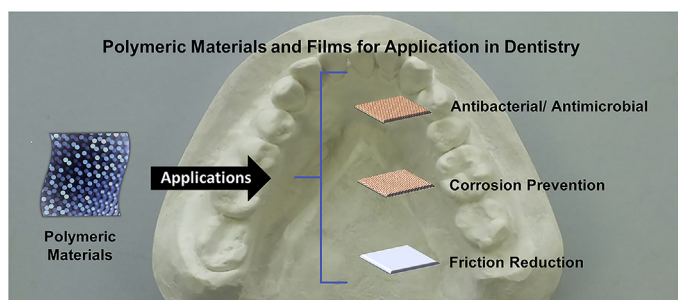 Polymeric Materials and Films for Application in Dentistry
Antibacterial/ Antimicrobial
Applications
Corrosion Prevention
Polymeric
Materials
Friction Reduction